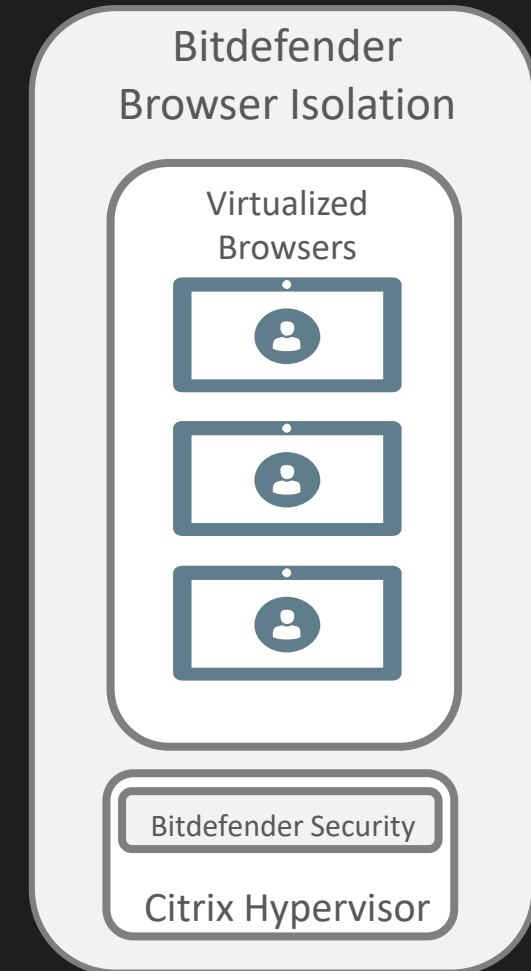 Bitdefender
Browser Isolation
Virtualized
Browsers
Bitdefender Security
Citrix Hypervisor